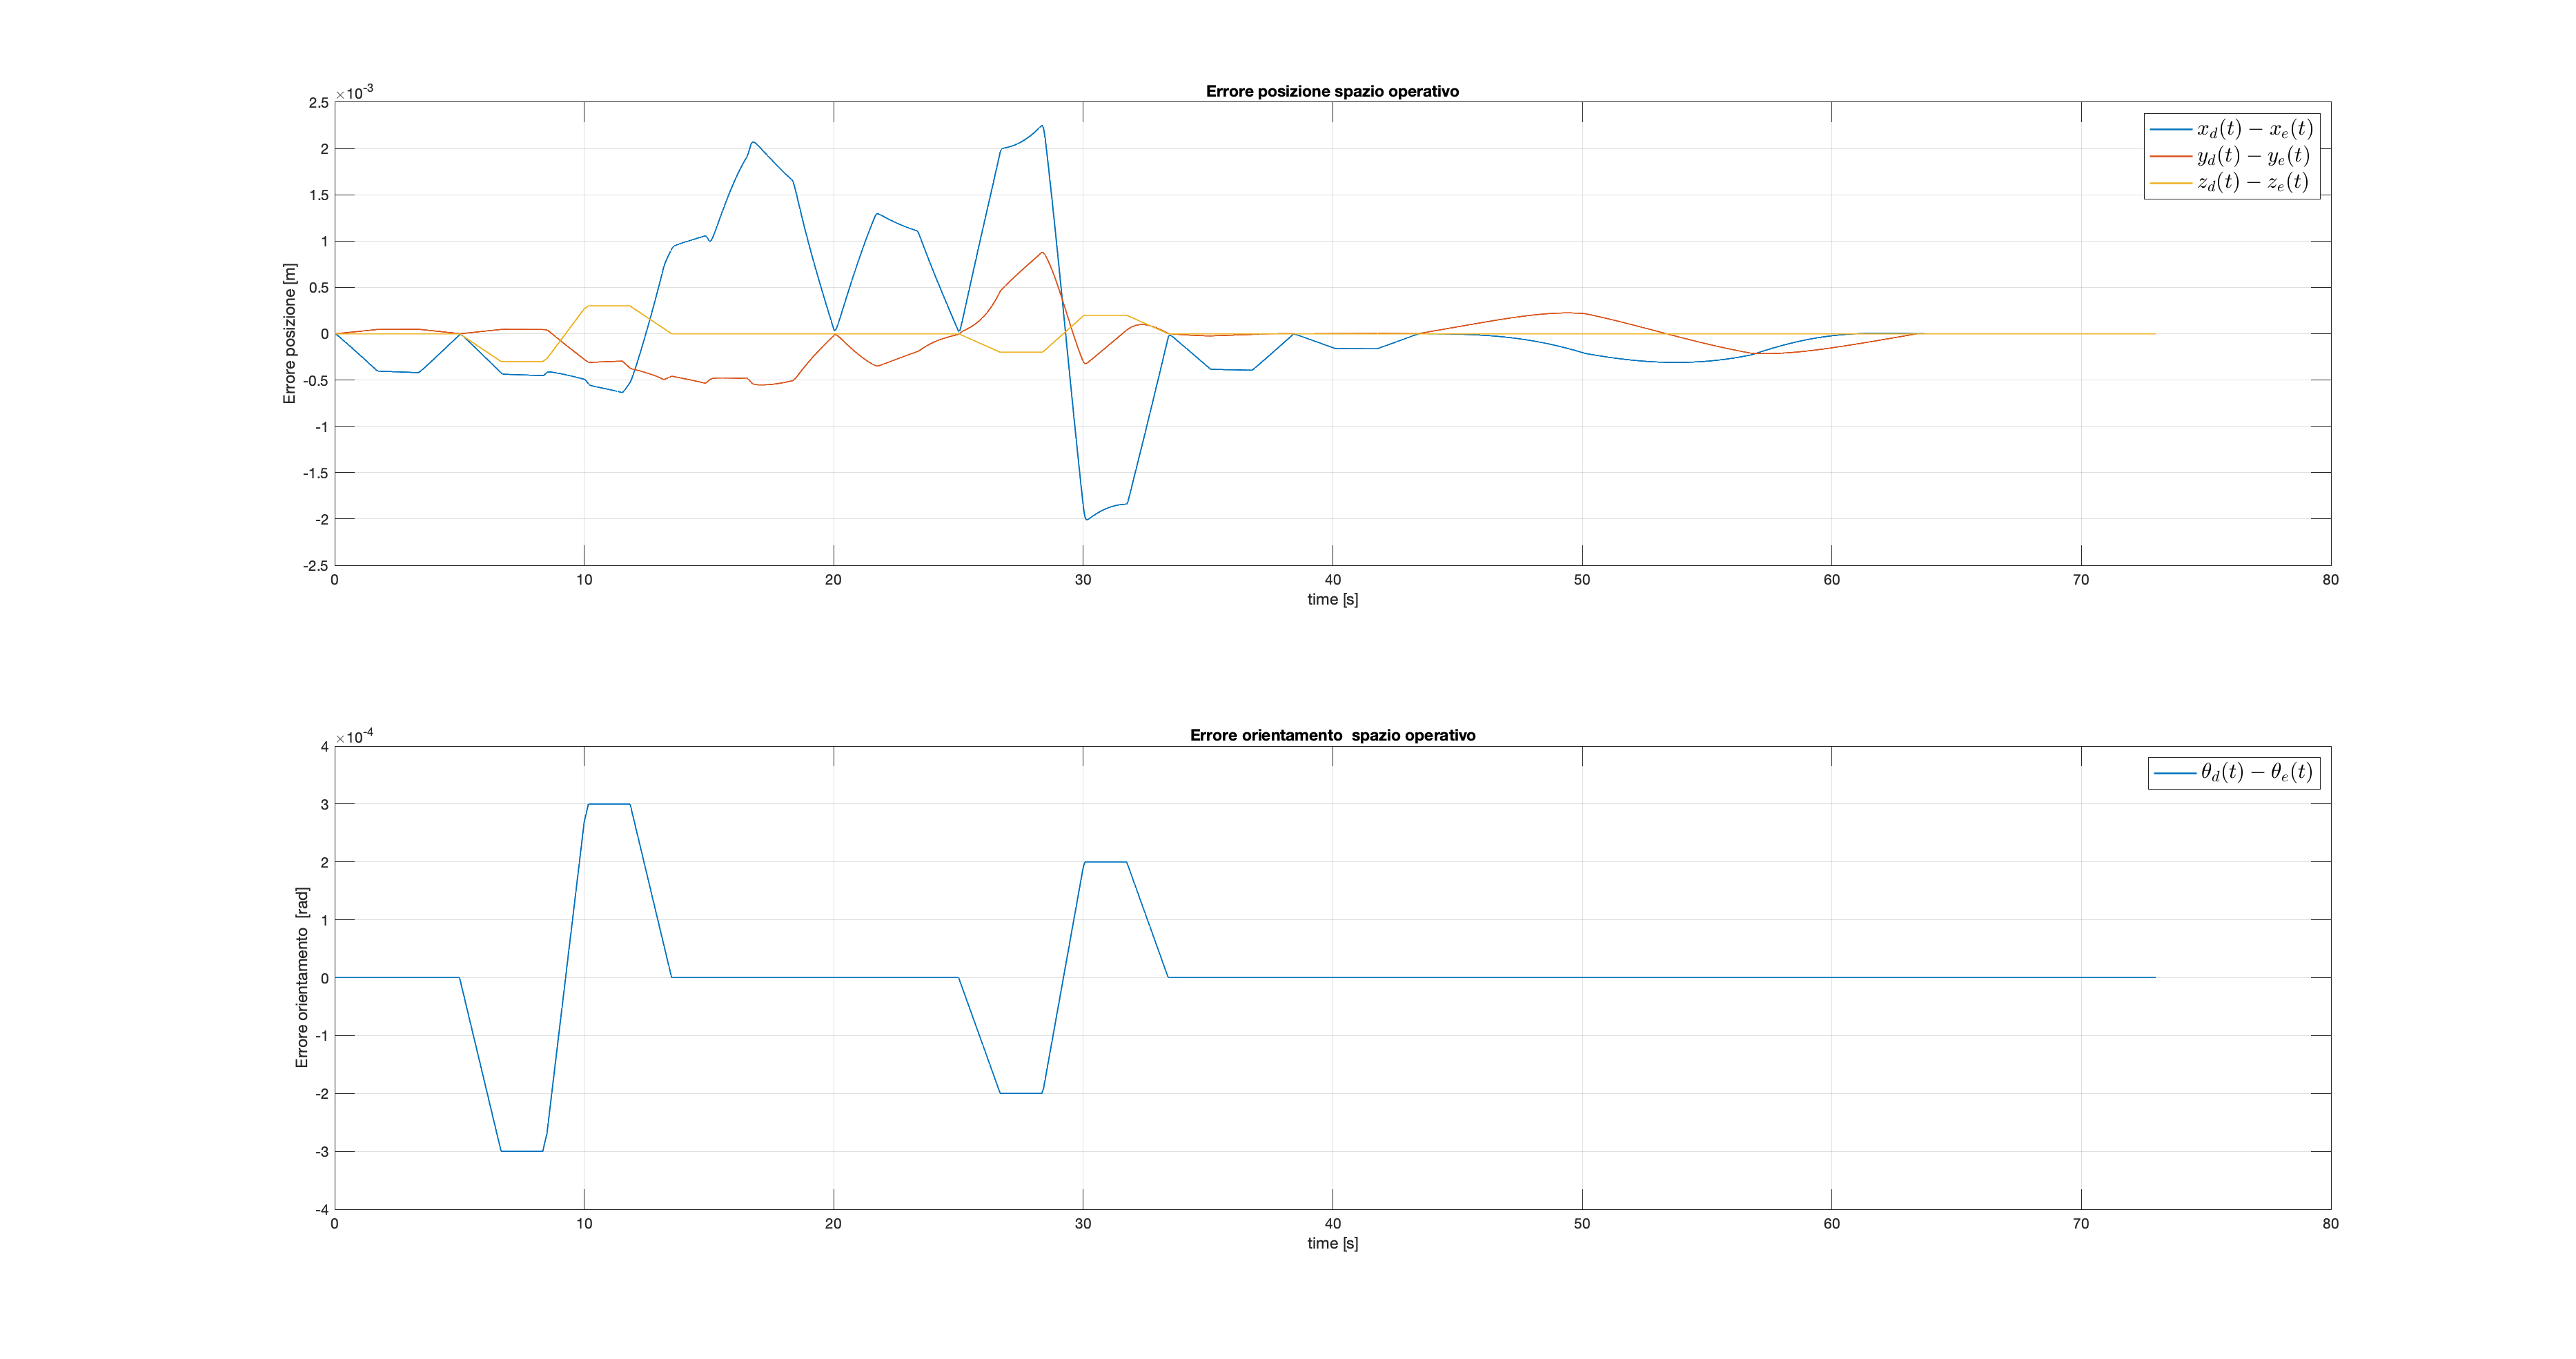 Errore posizione spazio operativo
×10⁻³
2.5
2
1.5
1
0.5
0
-0.5
-1
-1.5
-2
-2.5
Errore posizione [m]
0 10 20 30 40 50 60 70 80
time [s]
x_d(t) − x_e(t)
y_d(t) − y_e(t)
z_d(t) − z_e(t)
Errore orientamento  spazio operativo
×10⁻⁴
4
3
2
1
0
-1
-2
-3
-4
Errore orientamento  [rad]
0 10 20 30 40 50 60 70 80
time [s]
θ_d(t) − θ_e(t)